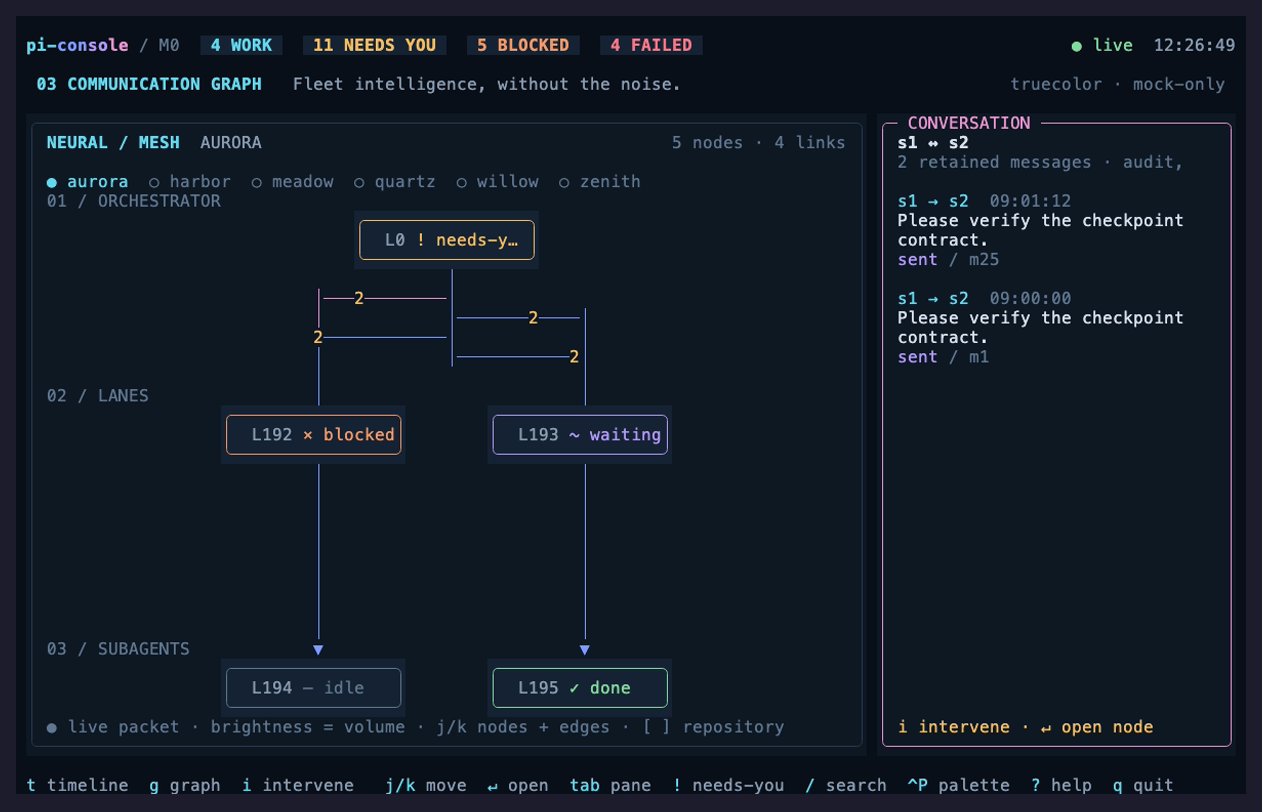 pi-console / M0 4 WORK 11 NEEDS YOU 5 BLOCKED 4 FAILED ● live 12:26:49
03 COMMUNICATION GRAPH Fleet intelligence, without the noise. truecolor · mock-only
NEURAL / MESH AURORA 5 nodes · 4 links
● aurora ○ harbor ○ meadow ○ quartz ○ willow ○ zenith
01 / ORCHESTRATOR
L0 ! needs-y…
2
2
2
2
02 / LANES
L192 × blocked L193 ~ waiting
03 / SUBAGENTS
L194 — idle L195 ✓ done
● live packet · brightness = volume · j/k nodes + edges · [ ] repository
CONVERSATION
s1 ↔ s2
2 retained messages · audit,
s1 → s2 09:01:12
Please verify the checkpoint
contract.
sent / m25
s1 → s2 09:00:00
Please verify the checkpoint
contract.
sent / m1
i intervene · ↵ open node
t timeline g graph i intervene j/k move ↵ open tab pane ! needs-you / search ^P palette ? help q quit